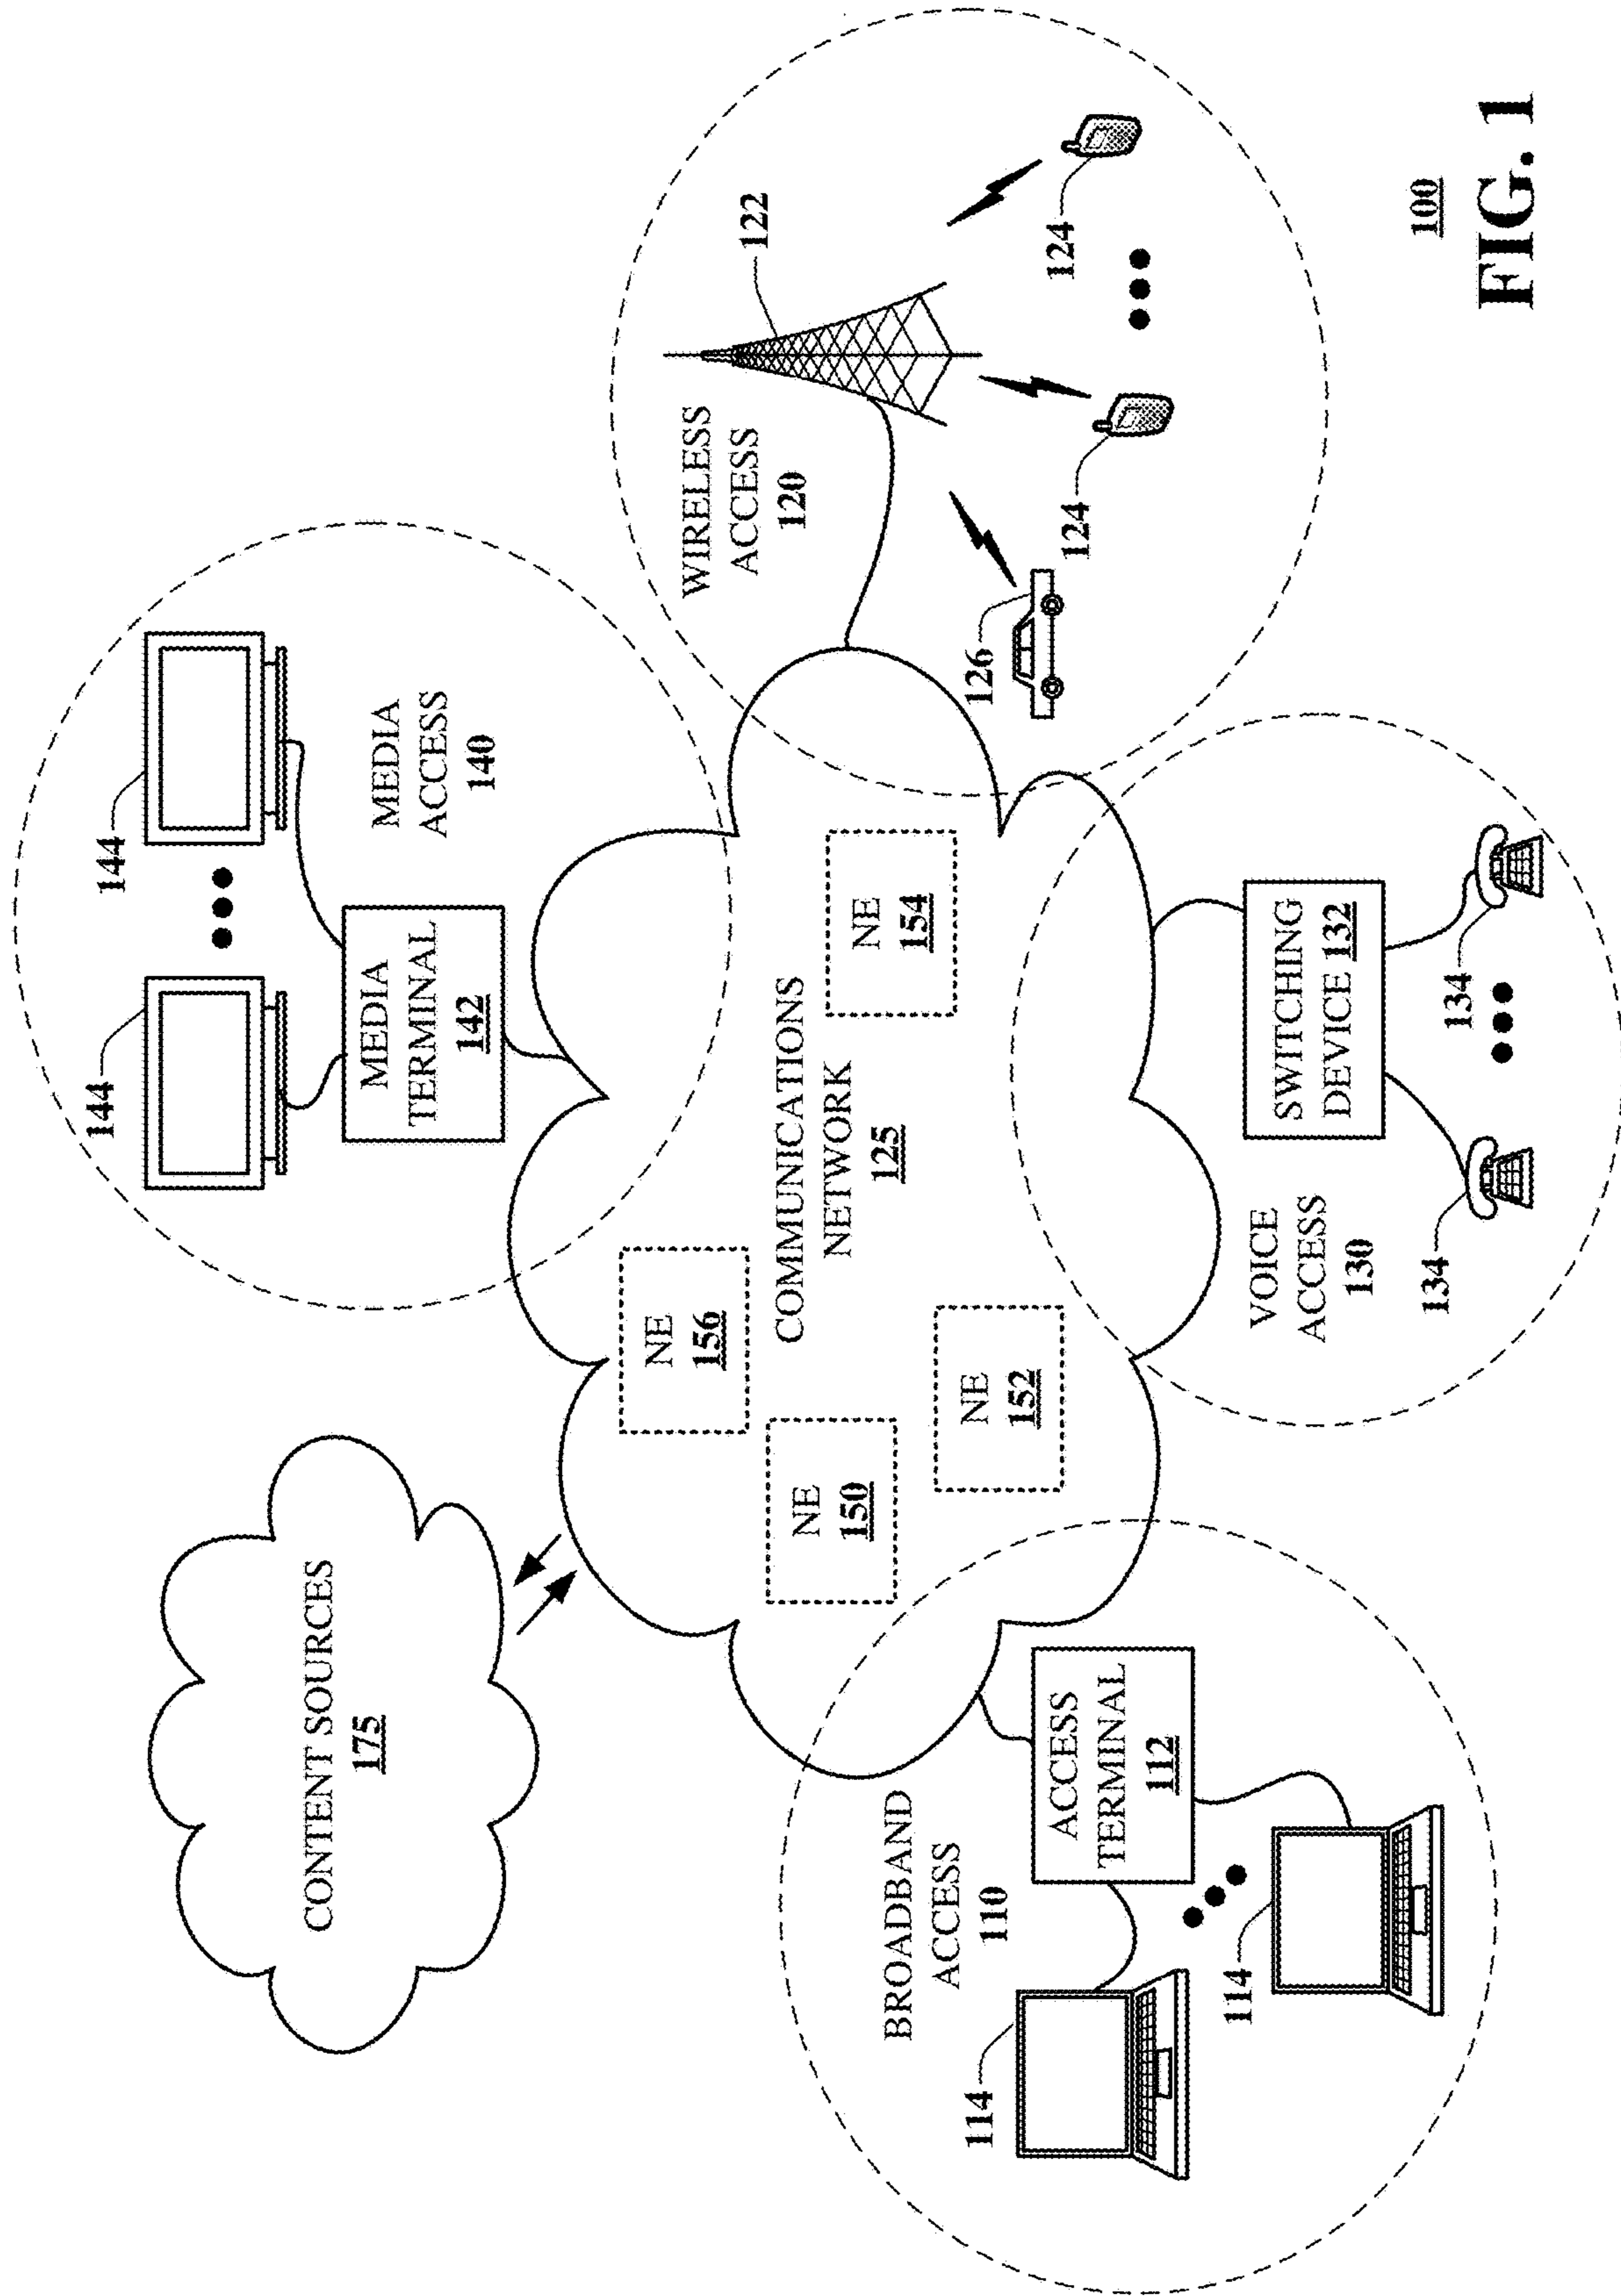 CONTENT SOURCES
175
144
144
MEDIA
TERMINAL
142
MEDIA
ACCESS
140
WIRELESS
ACCESS
120
122
124
124
126
NE
156
NE
150
NE
152
NE
154
COMMUNICATIONS
NETWORK
125
BROADBAND
ACCESS
110
ACCESS
TERMINAL
112
114
114
VOICE
ACCESS
130
SWITCHING
DEVICE 132
134
134
100
FIG. 1